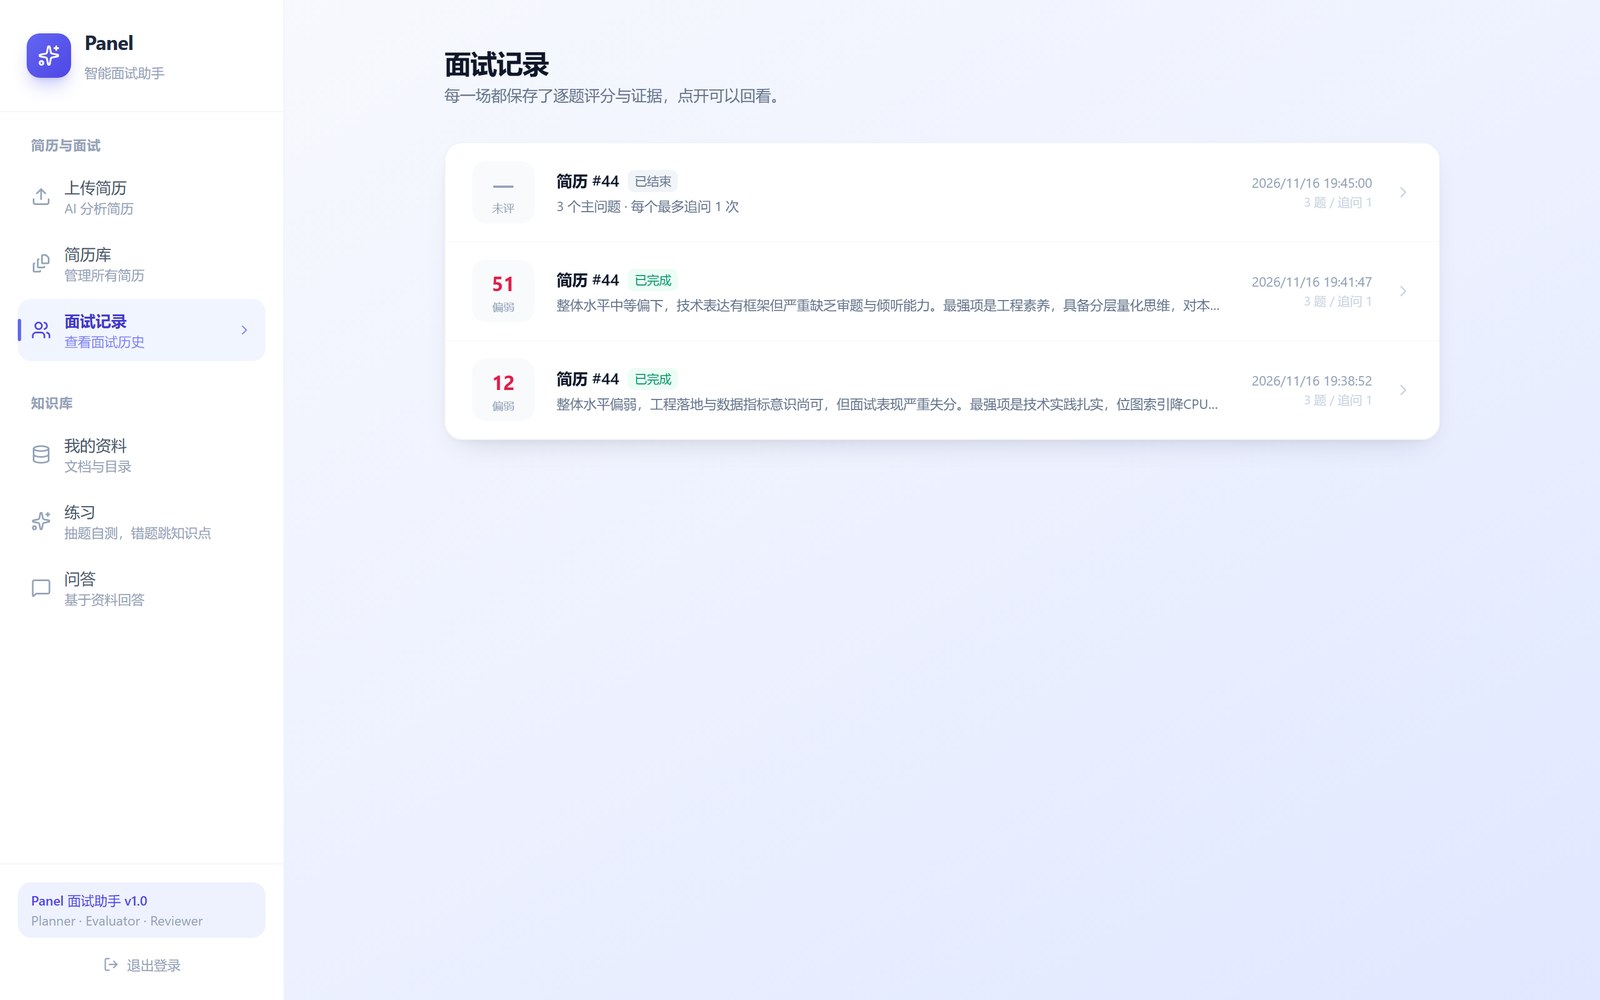 Panel
智能面试助手
简历与面试
上传简历
AI 分析简历
简历库
管理所有简历
面试记录
查看面试历史
知识库
我的资料
文档与目录
练习
抽题自测，错题跳知识点
问答
基于资料回答
Panel 面试助手 v1.0
Planner · Evaluator · Reviewer
退出登录
面试记录
每一场都保存了逐题评分与证据，点开可以回看。
—
未评
简历 #44 已结束
3 个主问题 · 每个最多追问 1 次
2026/11/16 19:45:00
3 题 / 追问 1
51
偏弱
简历 #44 已完成
整体水平中等偏下，技术表达有框架但严重缺乏审题与倾听能力。最强项是工程素养，具备分层量化思维，对本...
2026/11/16 19:41:47
3 题 / 追问 1
12
偏弱
简历 #44 已完成
整体水平偏弱，工程落地与数据指标意识尚可，但面试表现严重失分。最强项是技术实践扎实，位图索引降CPU...
2026/11/16 19:38:52
3 题 / 追问 1